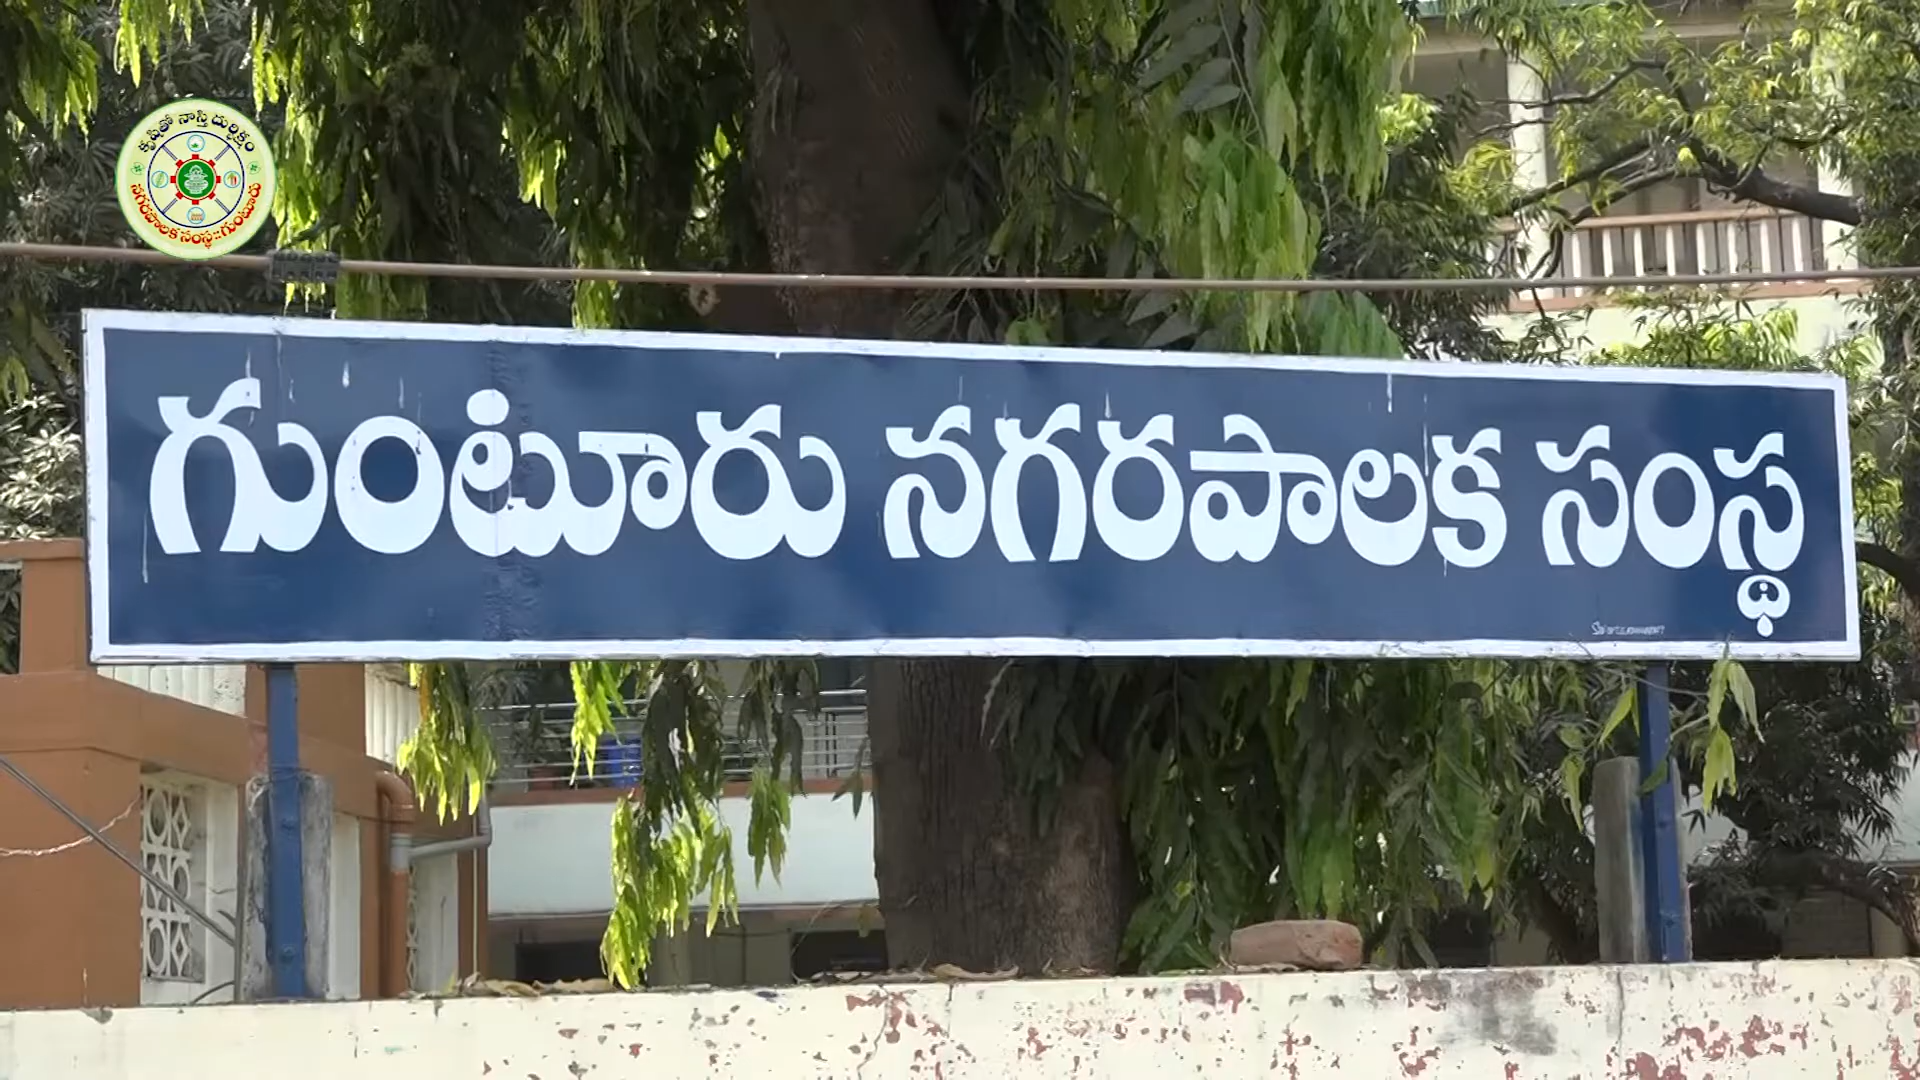 కృషితో నాస్తి దుర్భిక్షం
నగరపాలక సంస్థ::గుంటూరు
గుంటూరు నగరపాలక సంస్థ